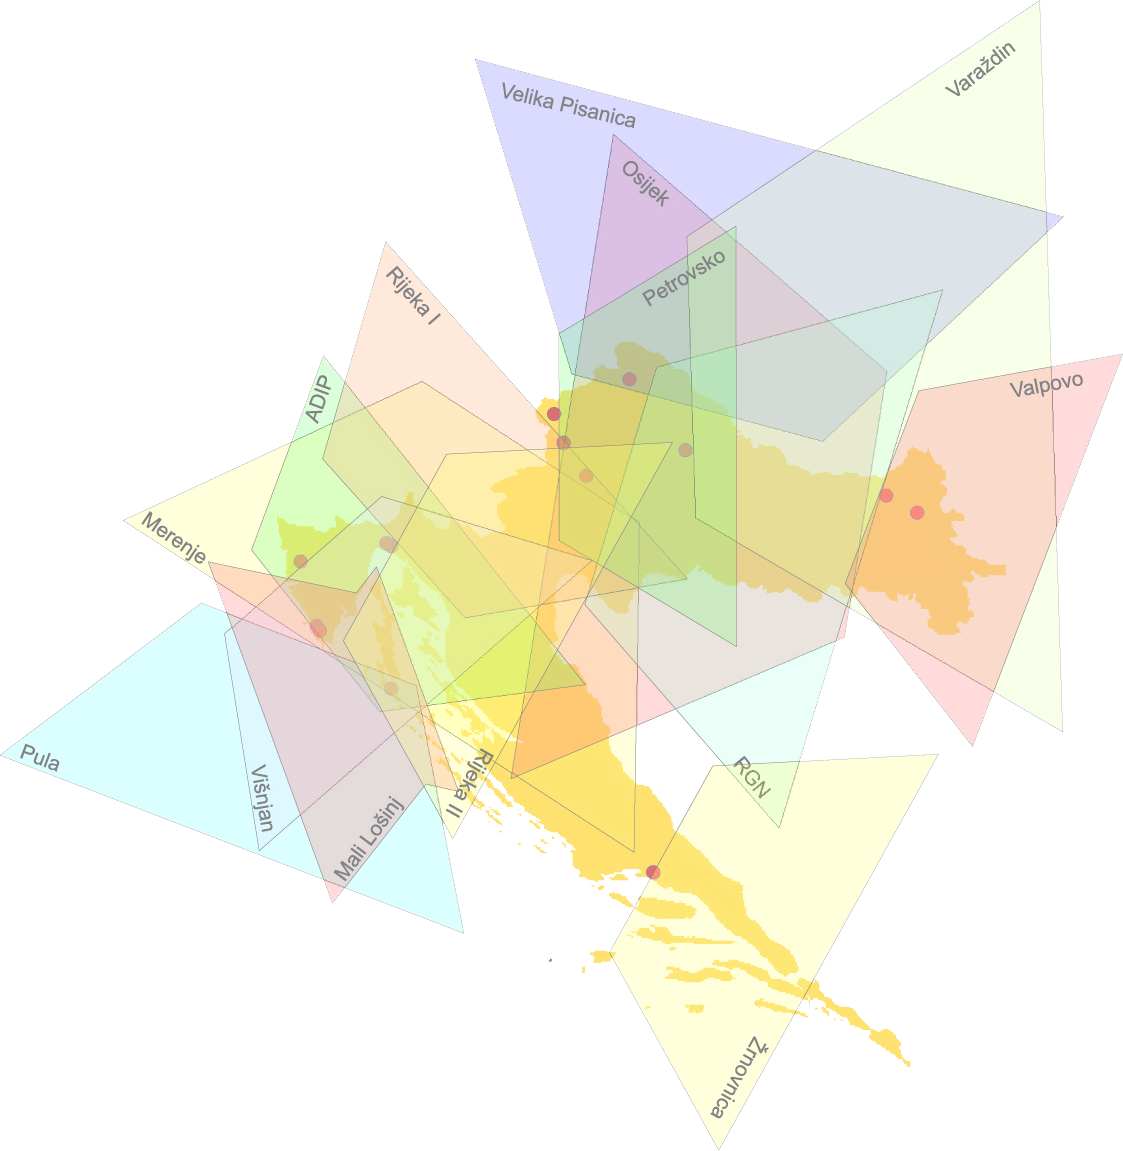 Varaždin
Velika Pisanica
Osijek
Petrovsko
Rijeka I
Valpovo
ADIP
Merenje
Pula
Višnjan
Mali Lošinj
Rijeka II
RGN
Žrnovnica